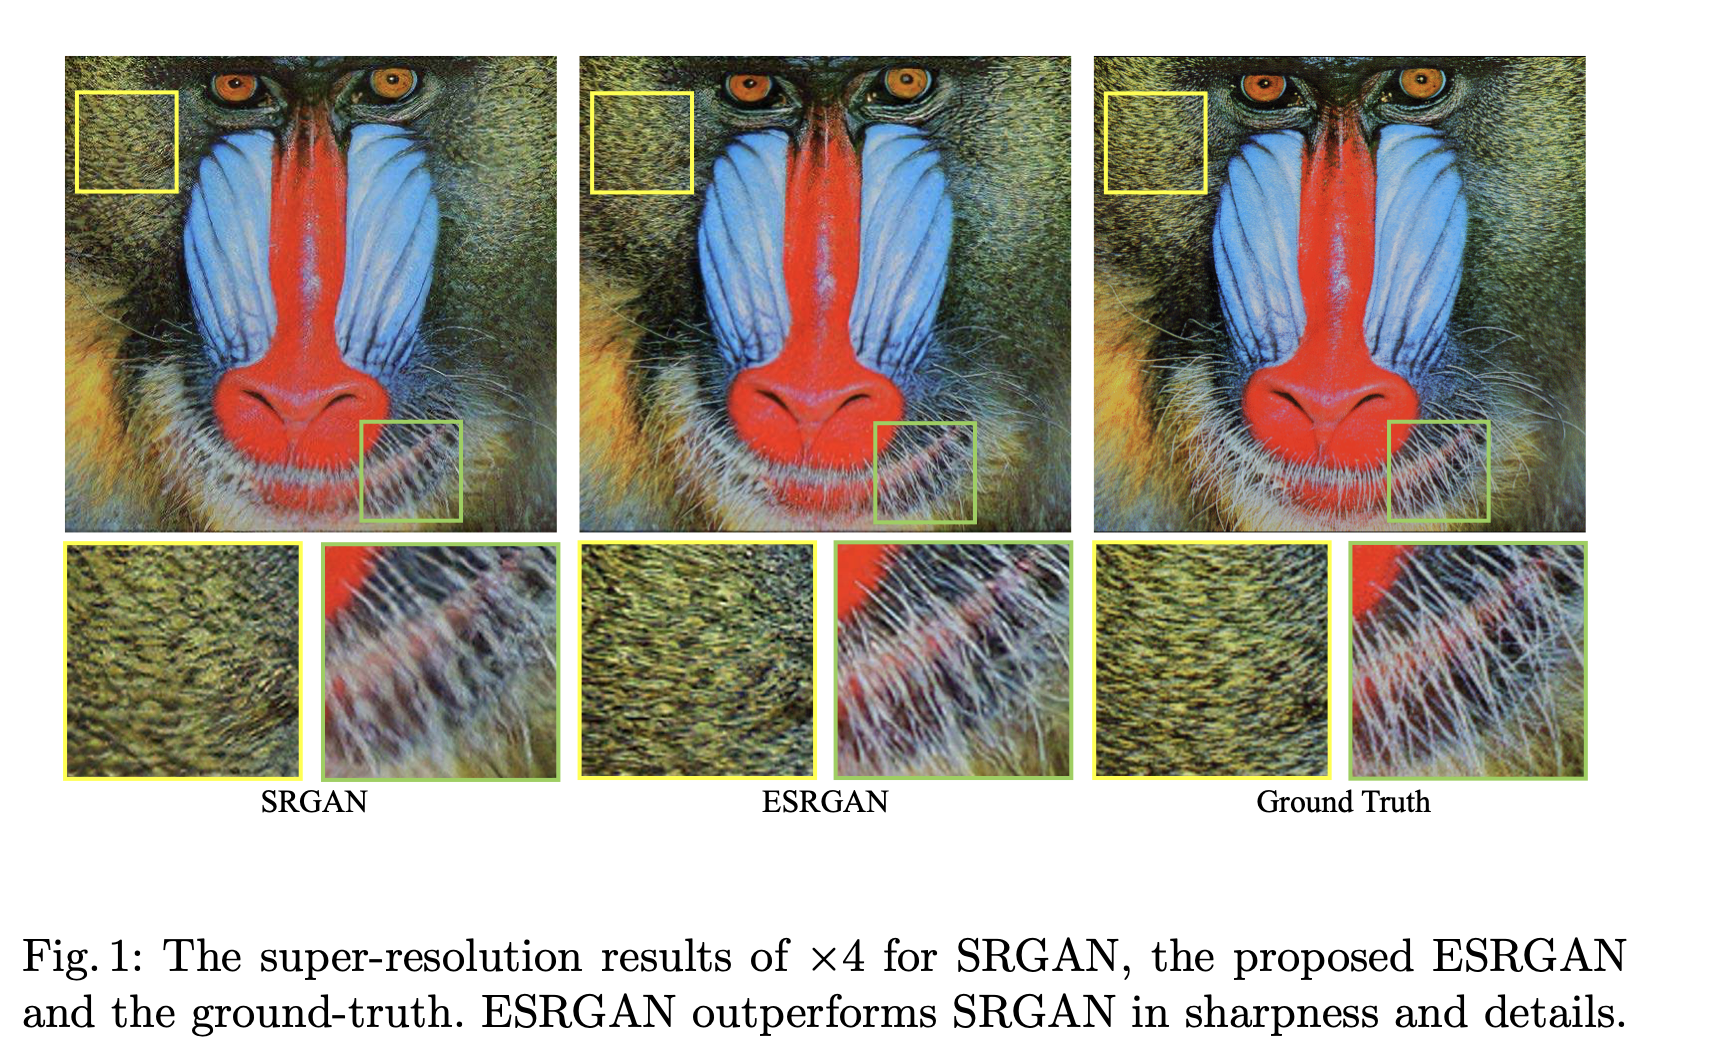 SRGAN
ESRGAN
Ground Truth
Fig. 1: The super-resolution results of ×4 for SRGAN, the proposed ESRGAN
and the ground-truth. ESRGAN outperforms SRGAN in sharpness and details.